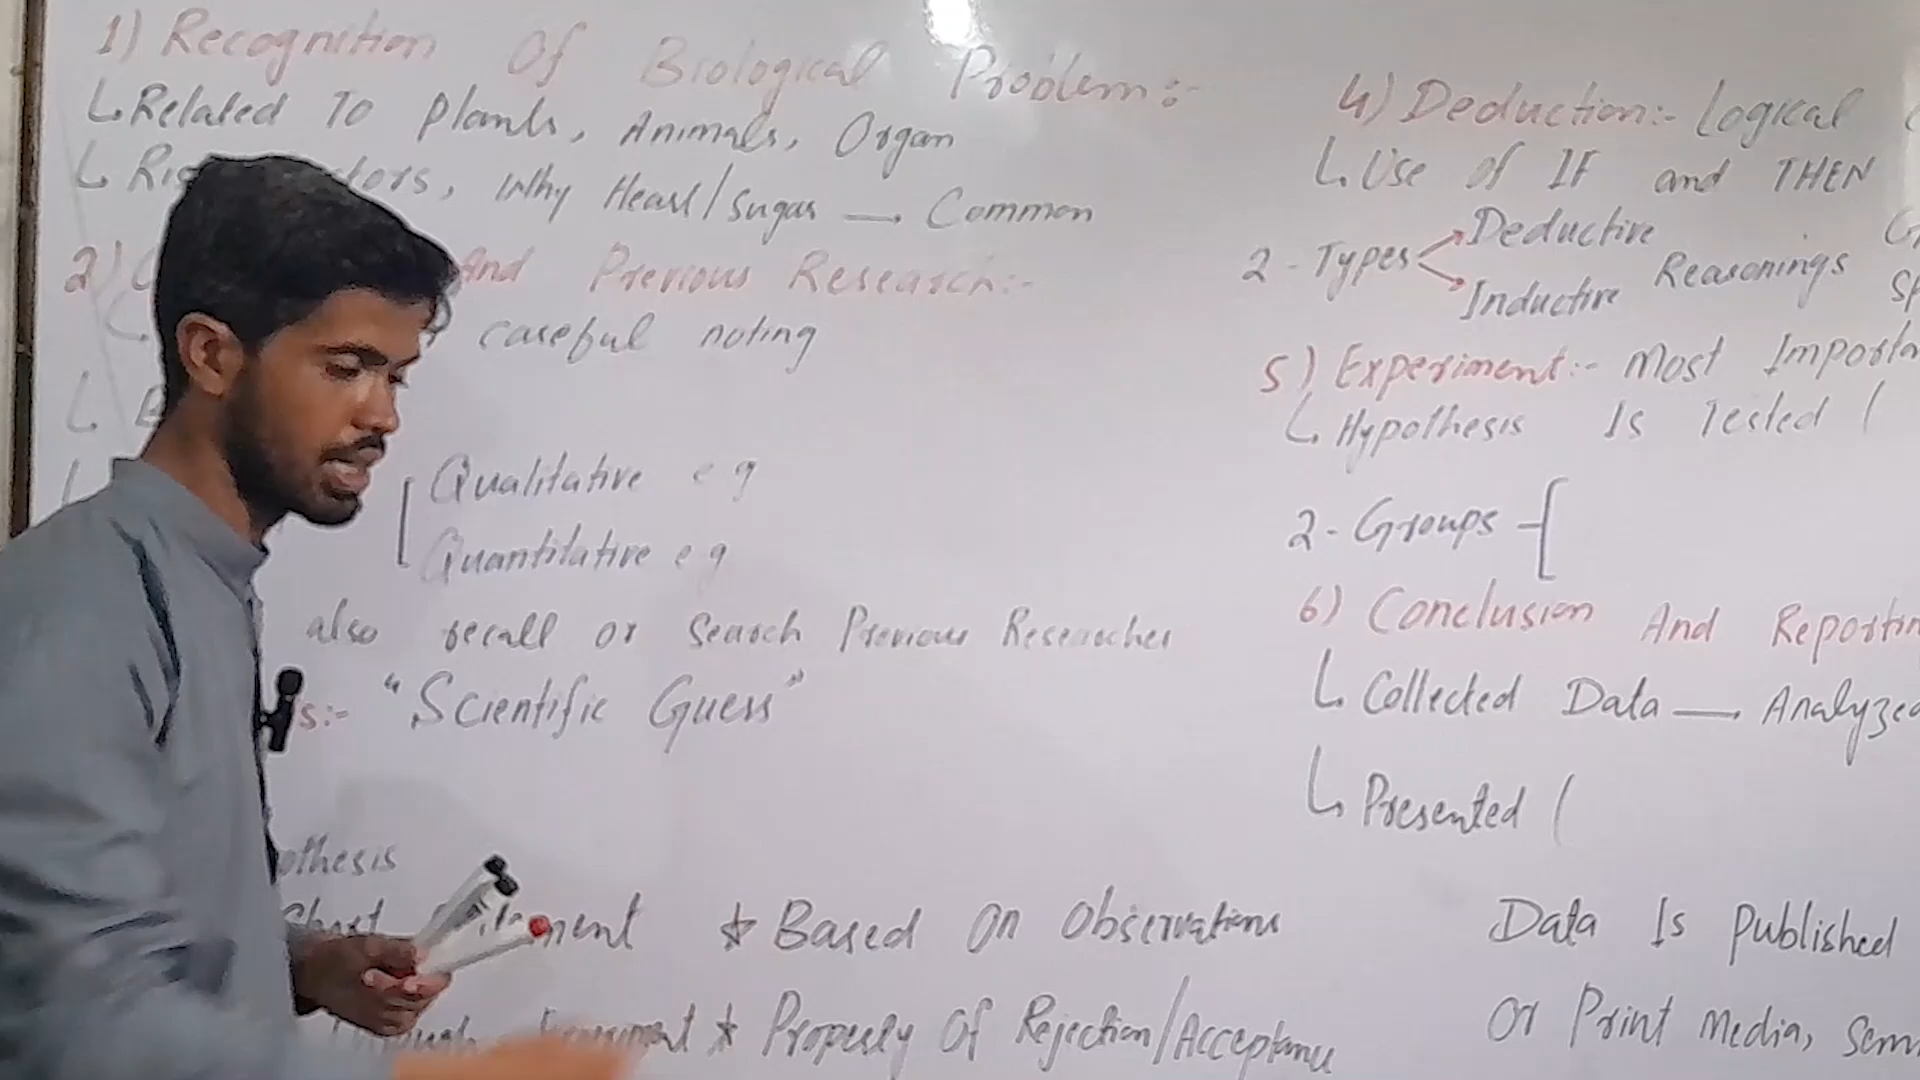 1) Recognition Of Biological Problem:-
Related To plants, Animals, Organ
Why Heart/Sugar → Common
2)
And Previous Research:-
careful noting
Qualitative e g
Quantitative e g
also recall or Search Previous Researches
s:- "Scientific Guess"
othesis
Short ment * Based On Observations
* Property Of Rejection/Acceptance
4) Deduction:- Logical
Use of IF and THEN
2 - Types
Deductive
Inductive
Reasonings
5) Experiment:- Most Importa
Hypothesis Is Tested (
2 - Groups
6) Conclusion And Reportin
Collected Data → Analyzed
Presented (
Data Is Published
Or Print Media, Sem